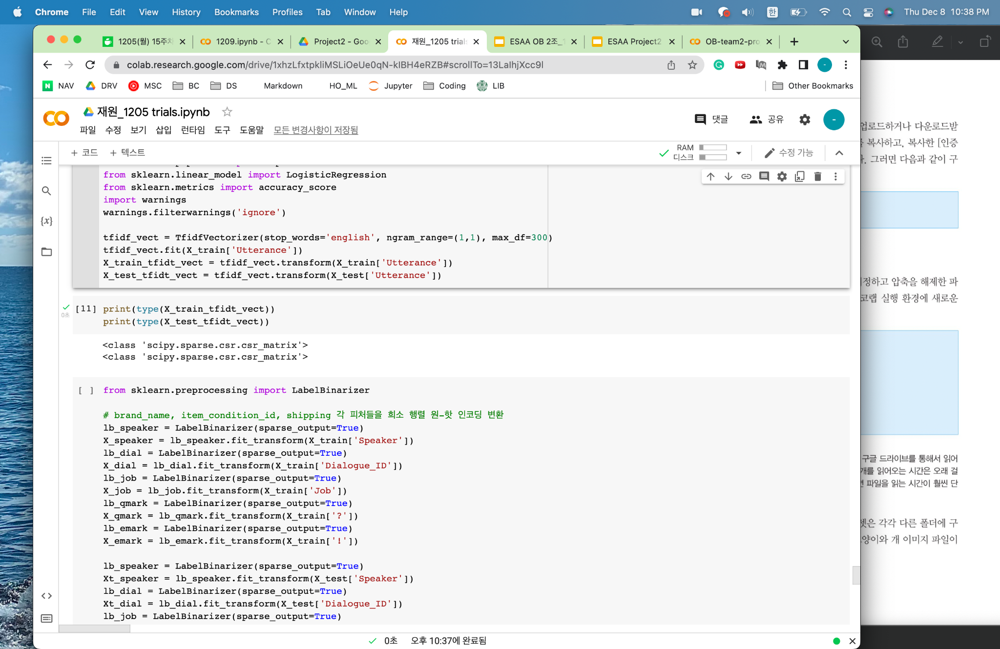 Chrome File Edit View History Bookmarks Profiles Tab Window Help 한 Thu Dec 8 10:38 PM
1205(월) 15주차 1209.ipynb - C Project2 - Goo 재원_1205 trials ESAA OB 2조_1 ESAA Project2 OB-team2-pro
colab.research.google.com/drive/1xhzLfxtpkliMSLiOeUe0qN-kIBH4eRZB#scrollTo=13LaIhjXcc9l
N NAV DRV MSC BC DS Markdown HO_ML Jupyter Coding LIB Other Bookmarks
재원_1205 trials.ipynb
댓글 공유
파일 수정 보기 삽입 런타임 도구 도움말 모든 변경사항이 저장됨
+ 코드 + 텍스트
RAM
디스크
수정 가능
from sklearn.linear_model import LogisticRegression
from sklearn.metrics import accuracy_score
import warnings
warnings.filterwarnings('ignore')
tfidf_vect = TfidfVectorizer(stop_words='english', ngram_range=(1,1), max_df=300)
tfidf_vect.fit(X_train['Utterance'])
X_train_tfidt_vect = tfidf_vect.transform(X_train['Utterance'])
X_test_tfidt_vect = tfidf_vect.transform(X_test['Utterance'])
[11] print(type(X_train_tfidt_vect))
0초
print(type(X_test_tfidt_vect))
<class 'scipy.sparse.csr.csr_matrix'>
<class 'scipy.sparse.csr.csr_matrix'>
[ ] from sklearn.preprocessing import LabelBinarizer
# brand_name, item_condition_id, shipping 각 피처들을 희소 행렬 원-핫 인코딩 변환
lb_speaker = LabelBinarizer(sparse_output=True)
X_speaker = lb_speaker.fit_transform(X_train['Speaker'])
lb_dial = LabelBinarizer(sparse_output=True)
X_dial = lb_dial.fit_transform(X_train['Dialogue_ID'])
lb_job = LabelBinarizer(sparse_output=True)
X_job = lb_job.fit_transform(X_train['Job'])
lb_qmark = LabelBinarizer(sparse_output=True)
X_qmark = lb_qmark.fit_transform(X_train['?'])
lb_emark = LabelBinarizer(sparse_output=True)
X_emark = lb_emark.fit_transform(X_train['!'])
lb_speaker = LabelBinarizer(sparse_output=True)
Xt_speaker = lb_speaker.fit_transform(X_test['Speaker'])
lb_dial = LabelBinarizer(sparse_output=True)
Xt_dial = lb_dial.fit_transform(X_test['Dialogue_ID'])
lb_job = LabelBinarizer(sparse_output=True)
0초 오후 10:37에 완료됨
업로드하거나 다운로드받
복사하고, 복사한 [인증
그러면 다음과 같이 구
정하고 압축을 해제한 파
코랩 실행 환경에 새로운
구글 드라이브를 통해서 읽어
개를 읽어오는 시간은 오래 걸
파일을 읽는 시간이 훨씬 단
셋은 각각 다른 폴더에 구
양이와 개 이미지 파일이